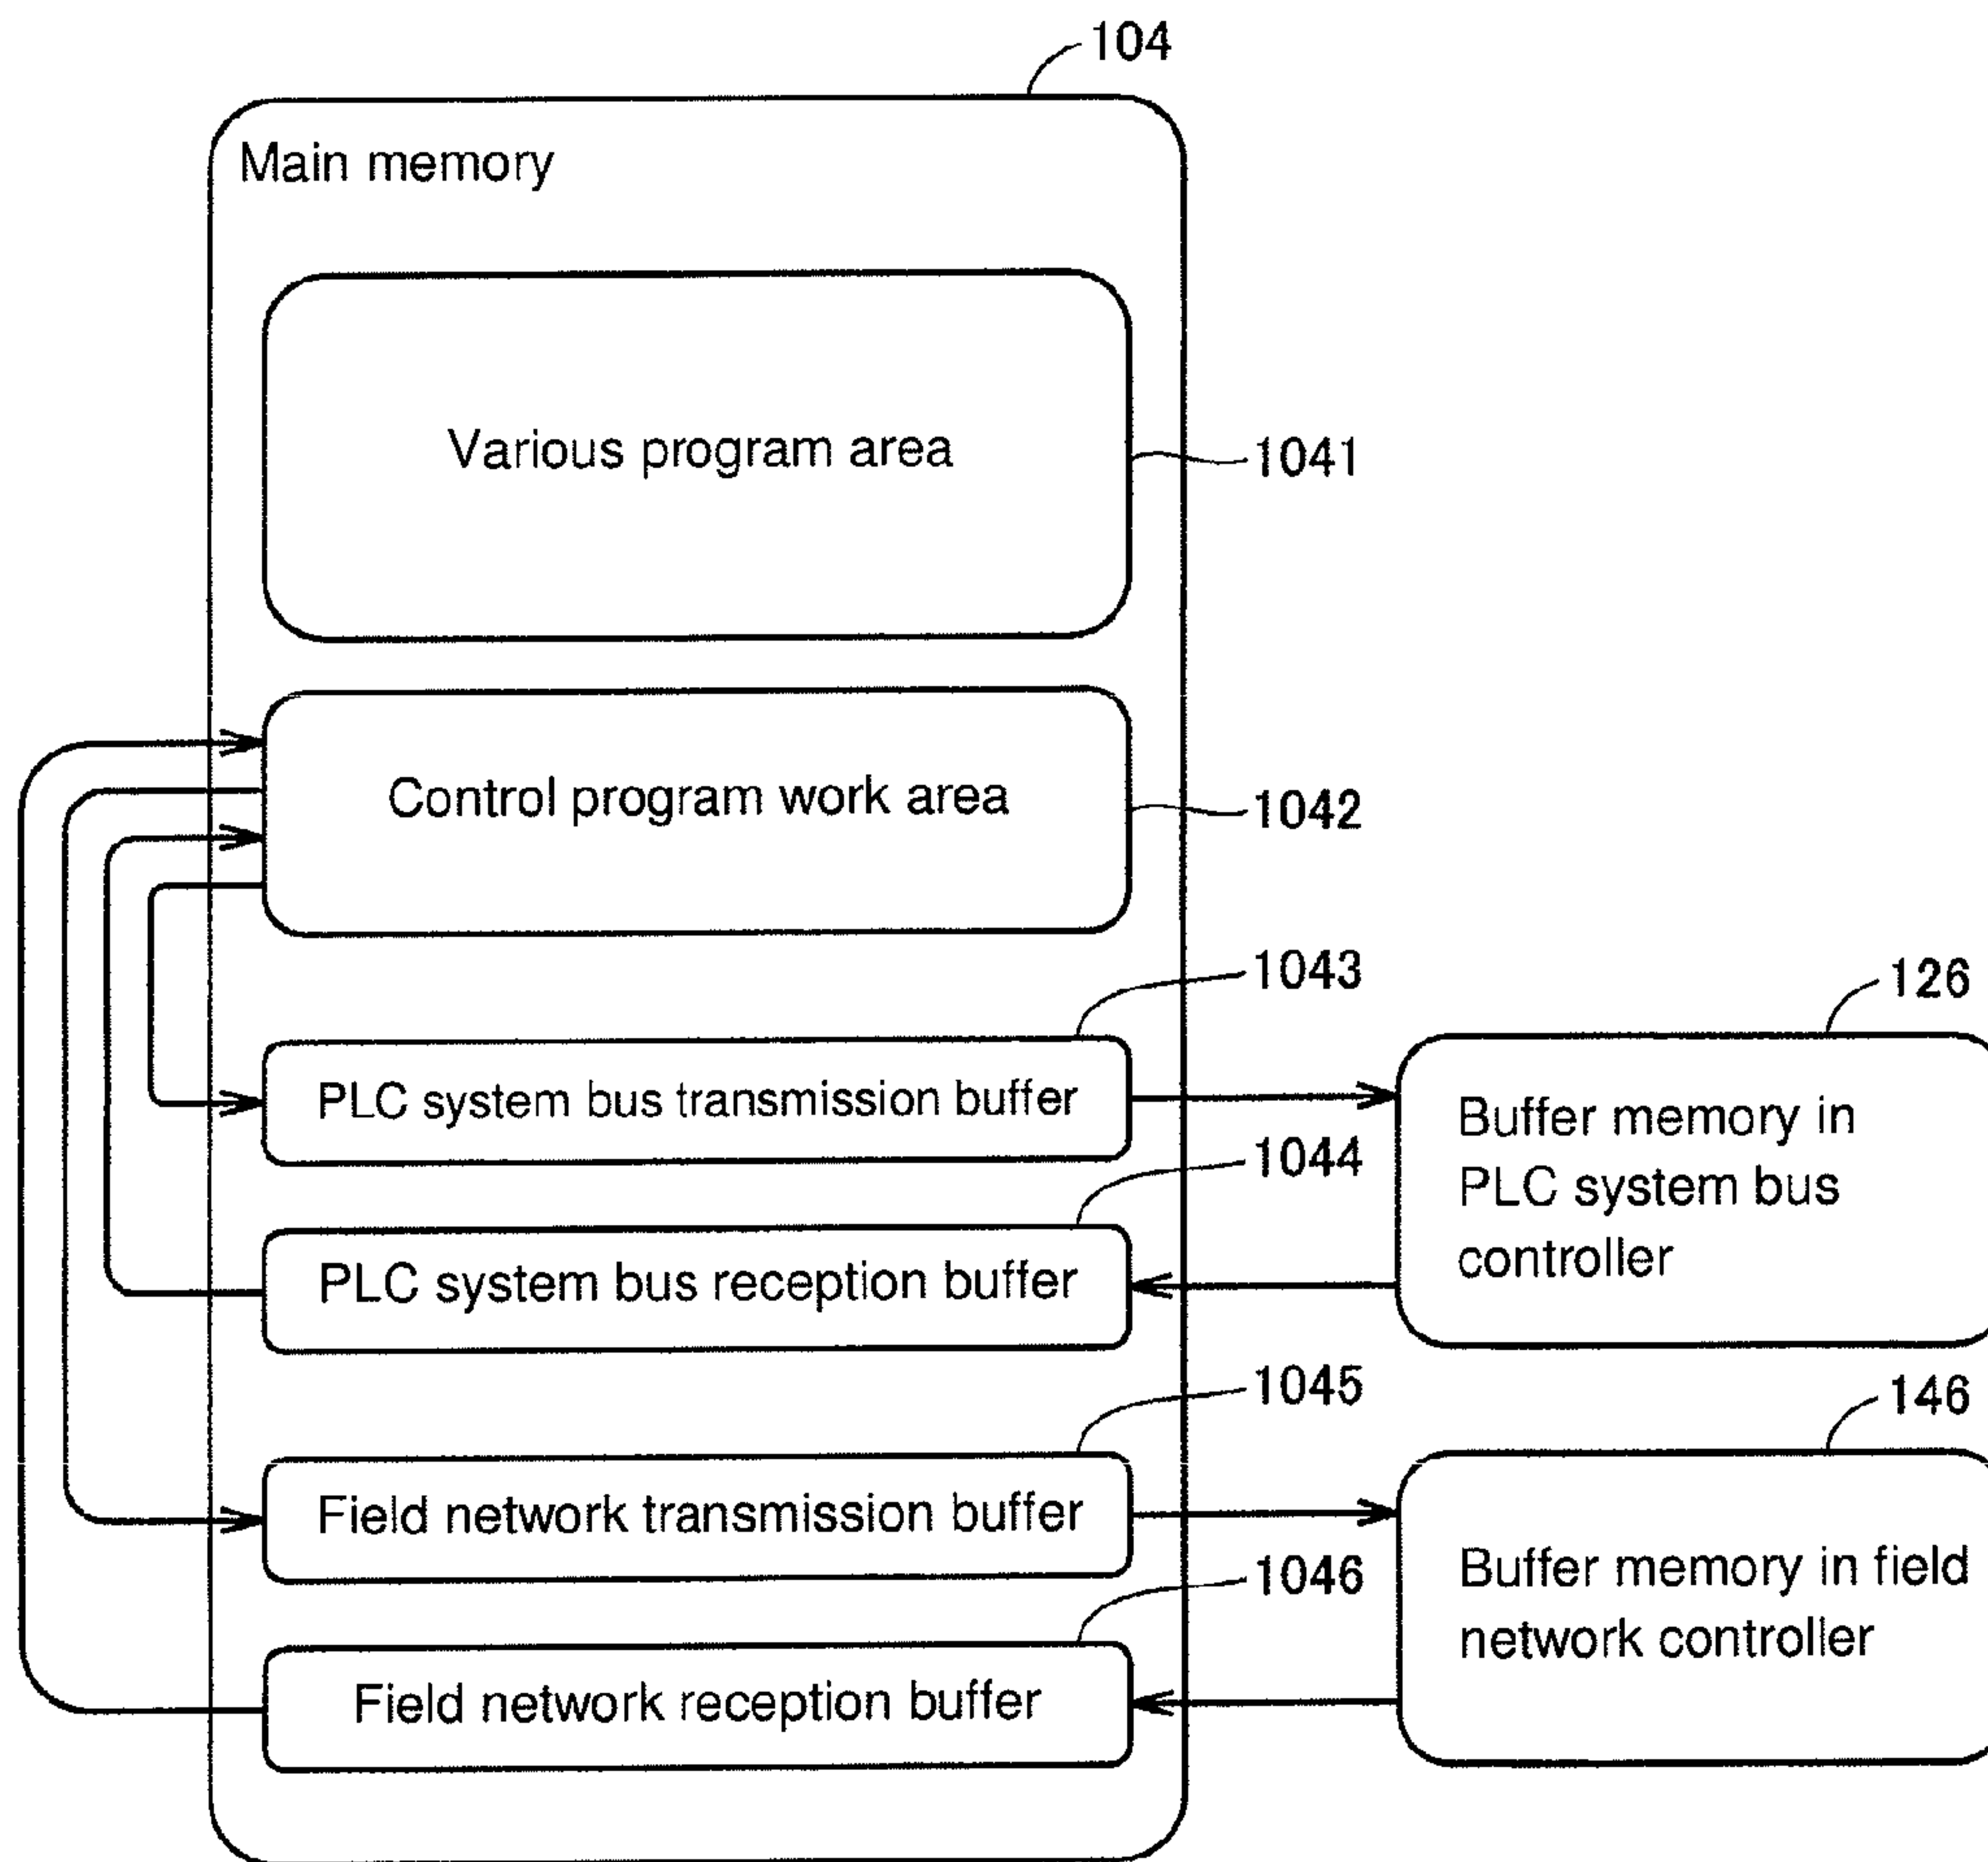 104
Main memory
Various program area
1041
Control program work area
1042
1043
126
PLC system bus transmission buffer
Buffer memory in
PLC system bus
controller
1044
PLC system bus reception buffer
1045
146
Field network transmission buffer
Buffer memory in field
network controller
1046
Field network reception buffer